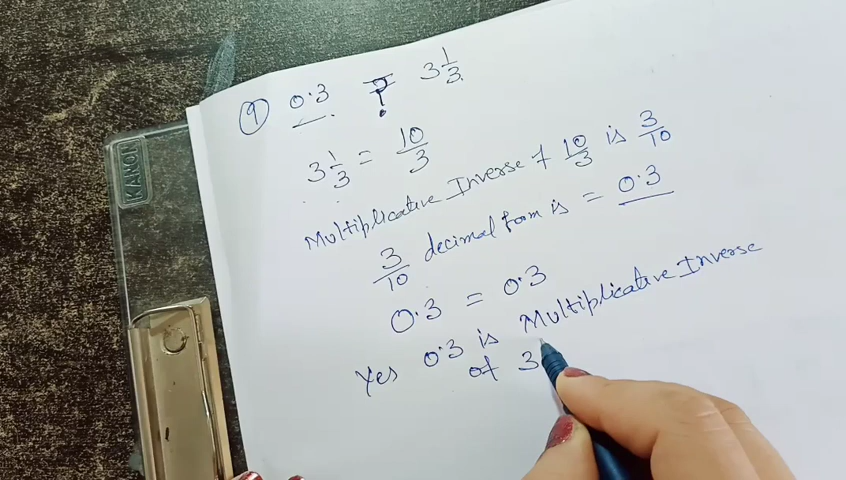 KANON
9 0.3 ? 3 1/3
3 1/3 = 10/3
Multiplicative Inverse of 10/3 is 3/10
3/10 decimal form is = 0.3
0.3 = 0.3
Yes 0.3 is Multiplicative Inverse
of 3